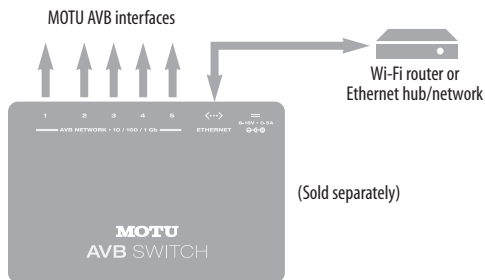 MOTU AVB interfaces
Wi-Fi router or
Ethernet hub/network
1 2 3 4 5
AVB NETWORK • 10 / 100 / 1 Gb ETHERNET
(Sold separately)
MOTU
AVB SWITCH